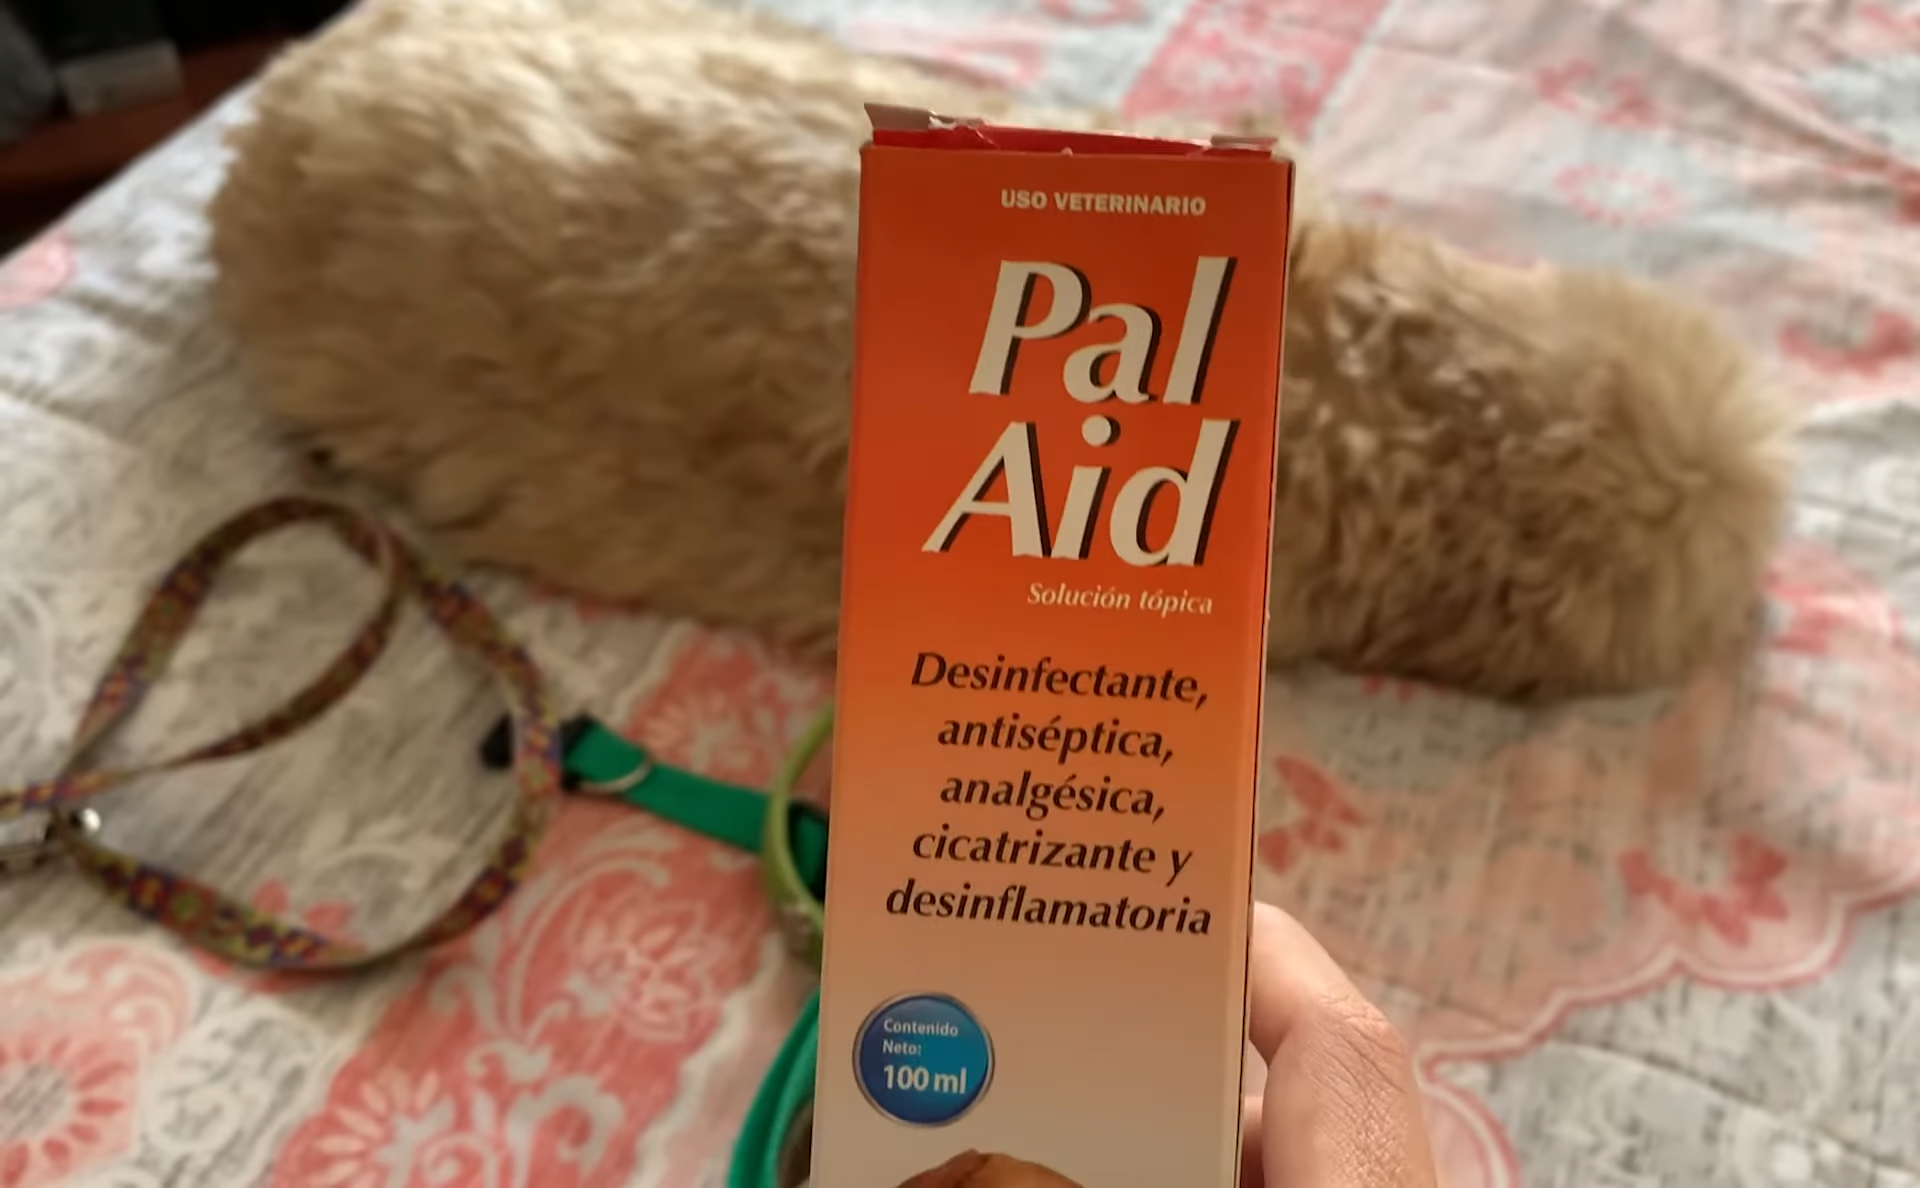 USO VETERINARIO
Pal
Aid
Solución tópica
Desinfectante,
antiséptica,
analgésica,
cicatrizante y
desinflamatoria
Contenido
Neto:
100 ml